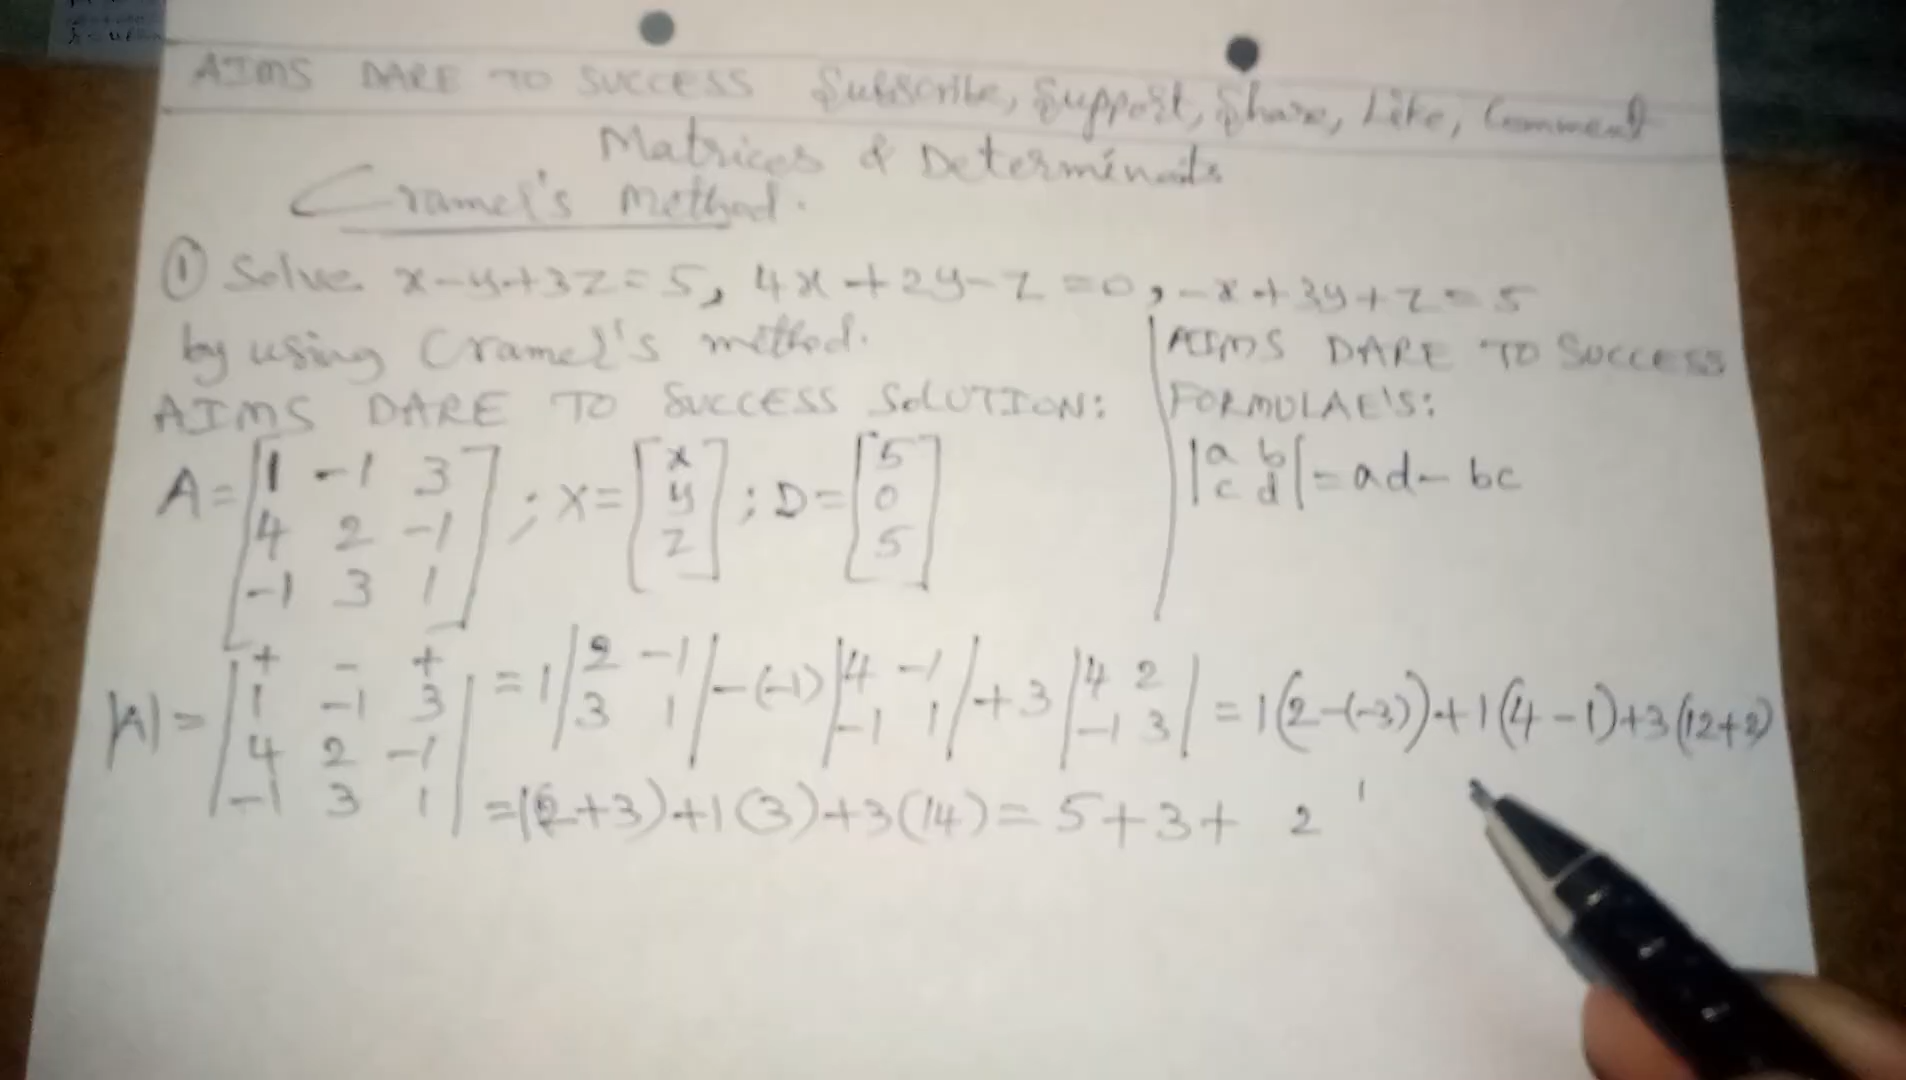 AIMS DARE TO SUCCESS Subscribe, Support, Share, Like, Comment
Matrices & Determinants
Cramer's Method.
① Solve x-y+3z=5, 4x+2y-z=0, -x+3y+z=5
by using Cramer's method.
AIMS DARE TO SUCCESS
AIMS DARE TO SUCCESS SOLUTION:
FORMULAE'S:
A=[1 -1 3; X=[x; D=[5
4 2 -1 y 0
-1 3 1] z] 5]
|a b
c d| = ad - bc
+ - +
|A| = |1 -1 3 = 1|2 -1 -(-1)|4 -1 +3|4 2 = 1(2-(-3))+1(4-1)+3(12+2)
4 2 -1 3 1| -1 1| -1 3|
-1 3 1| = 1(2+3)+1(3)+3(14) = 5+3+ 2